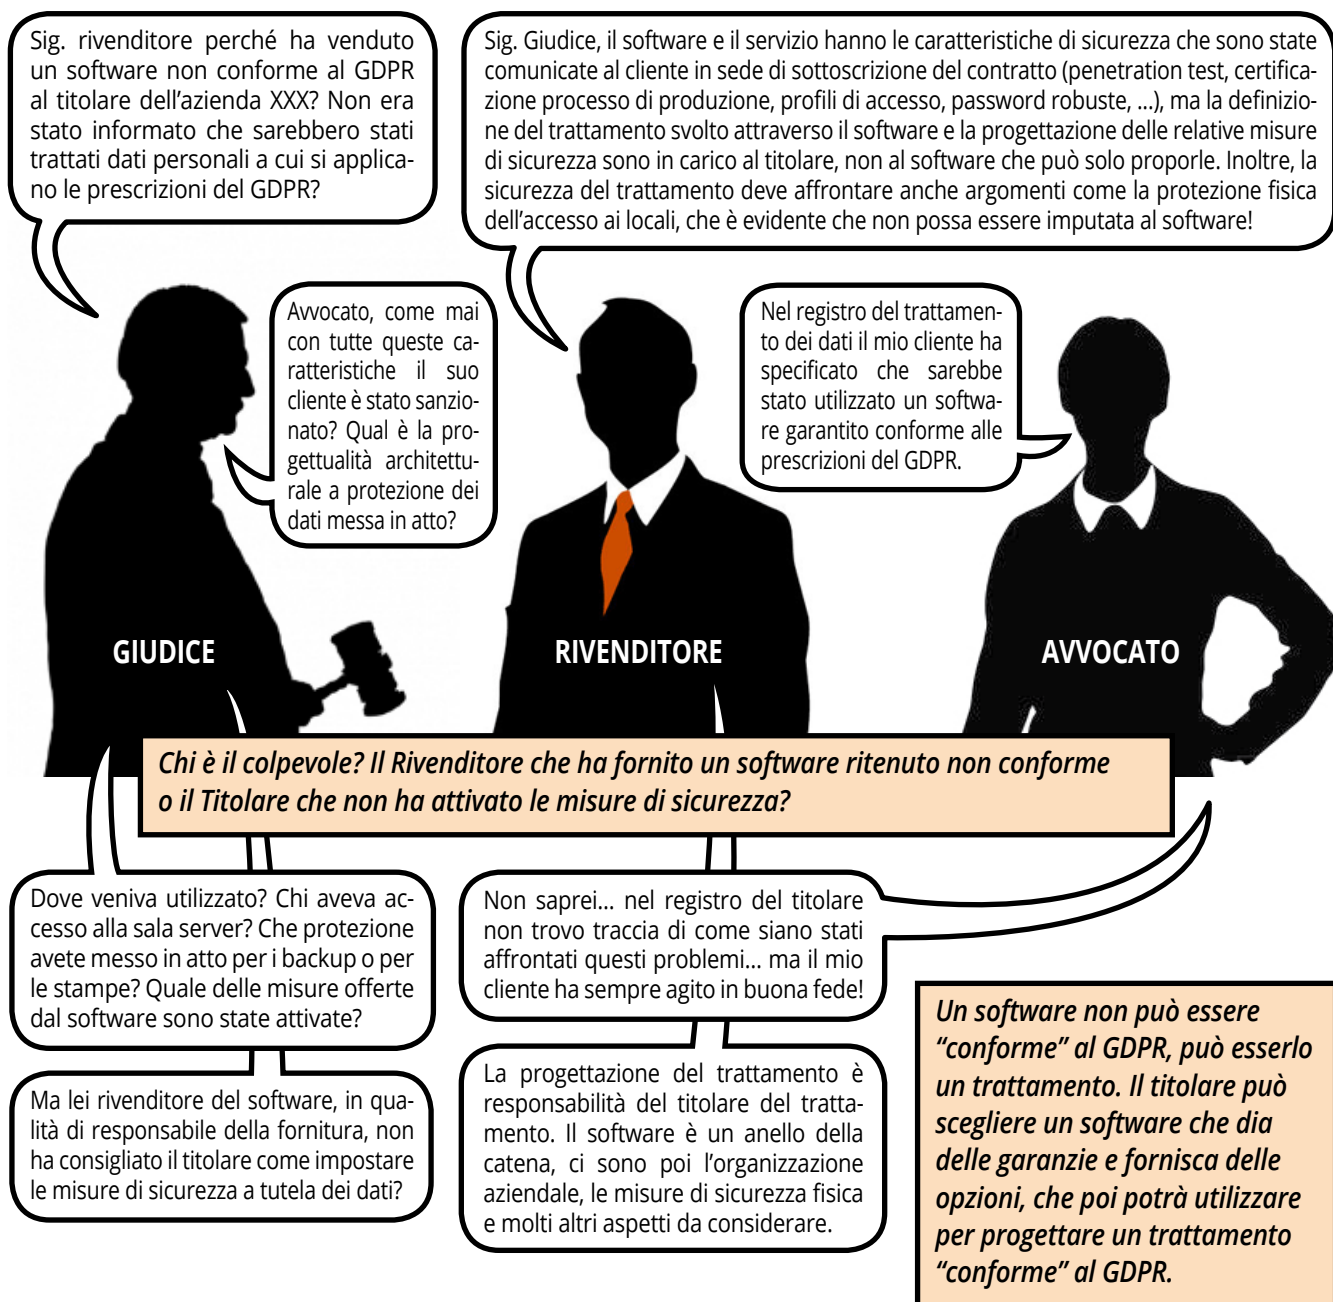 Sig. rivenditore perché ha venduto
un software non conforme al GDPR
al titolare dell’azienda XXX? Non era
stato informato che sarebbero stati
trattati dati personali a cui si applica-
no le prescrizioni del GDPR?
Sig. Giudice, il software e il servizio hanno le caratteristiche di sicurezza che sono state
comunicate al cliente in sede di sottoscrizione del contratto (penetration test, certifica-
zione processo di produzione, profili di accesso, password robuste, ...), ma la definizio-
ne del trattamento svolto attraverso il software e la progettazione delle relative misure
di sicurezza sono in carico al titolare, non al software che può solo proporle. Inoltre, la
sicurezza del trattamento deve affrontare anche argomenti come la protezione fisica
dell’accesso ai locali, che è evidente che non possa essere imputata al software!
Avvocato, come mai
con tutte queste ca-
ratteristiche il suo
cliente è stato sanzio-
nato? Qual è la pro-
gettualità architettu-
rale a protezione dei
dati messa in atto?
Nel registro del trattamen-
to dei dati il mio cliente ha
specificato che sarebbe
stato utilizzato un softwa-
re garantito conforme alle
prescrizioni del GDPR.
GIUDICE
RIVENDITORE
AVVOCATO
Chi è il colpevole? Il Rivenditore che ha fornito un software ritenuto non conforme
o il Titolare che non ha attivato le misure di sicurezza?
Dove veniva utilizzato? Chi aveva ac-
cesso alla sala server? Che protezione
avete messo in atto per i backup o per
le stampe? Quale delle misure offerte
dal software sono state attivate?
Non saprei... nel registro del titolare
non trovo traccia di come siano stati
affrontati questi problemi... ma il mio
cliente ha sempre agito in buona fede!
Ma lei rivenditore del software, in qua-
lità di responsabile della fornitura, non
ha consigliato il titolare come impostare
le misure di sicurezza a tutela dei dati?
La progettazione del trattamento è
responsabilità del titolare del tratta-
mento. Il software è un anello della
catena, ci sono poi l’organizzazione
aziendale, le misure di sicurezza fisica
e molti altri aspetti da considerare.
Un software non può essere
“conforme” al GDPR, può esserlo
un trattamento. Il titolare può
scegliere un software che dia
delle garanzie e fornisca delle
opzioni, che poi potrà utilizzare
per progettare un trattamento
“conforme” al GDPR.